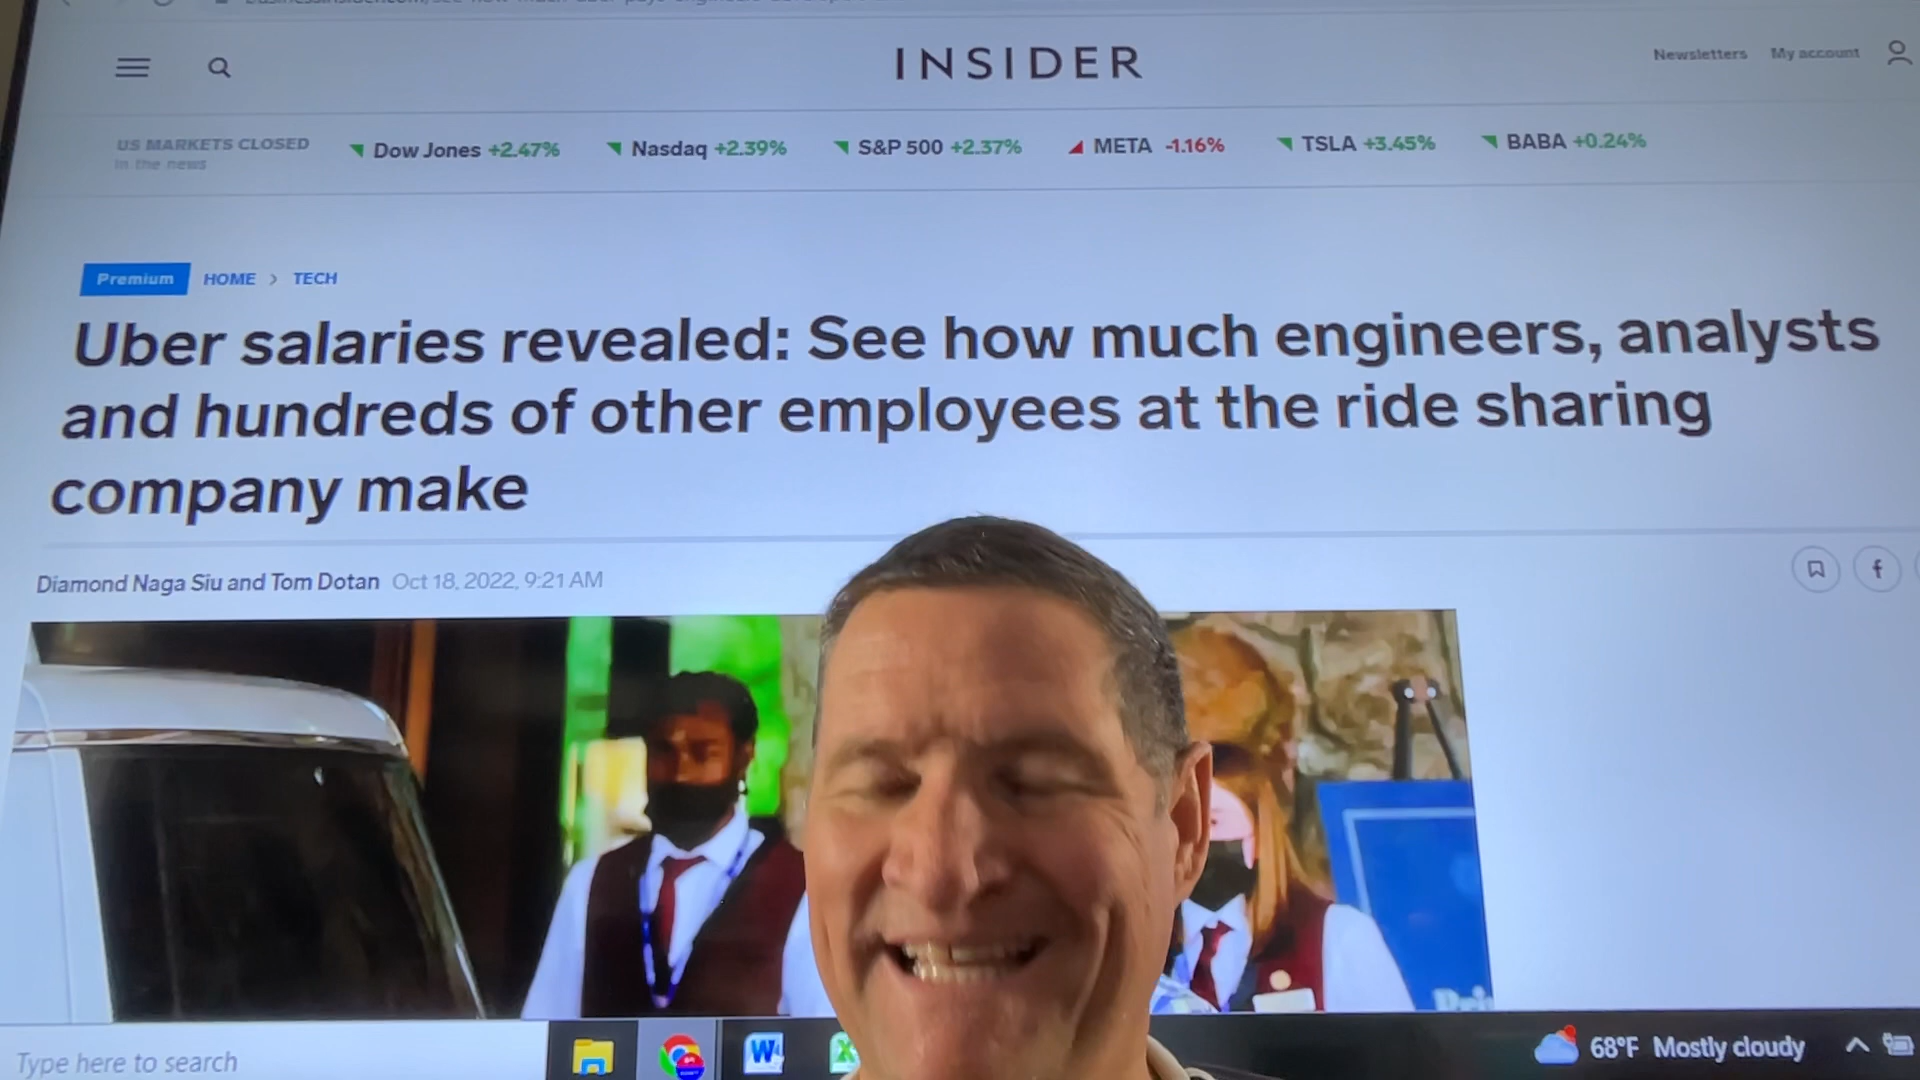 INSIDER
Newsletters My account
US MARKETS CLOSED
In the news
Dow Jones +2.47% Nasdaq +2.39% S&P 500 +2.37% META -1.16% TSLA +3.45% BABA +0.24%
Premium HOME > TECH
Uber salaries revealed: See how much engineers, analysts
and hundreds of other employees at the ride sharing
company make
Diamond Naga Siu and Tom Dotan Oct 18, 2022, 9:21 AM
f
Type here to search
W
X
68°F Mostly cloudy